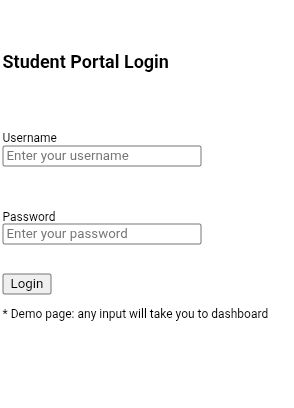 Student Portal Login
Username
Enter your username
Password
Enter your password
Login
* Demo page: any input will take you to dashboard